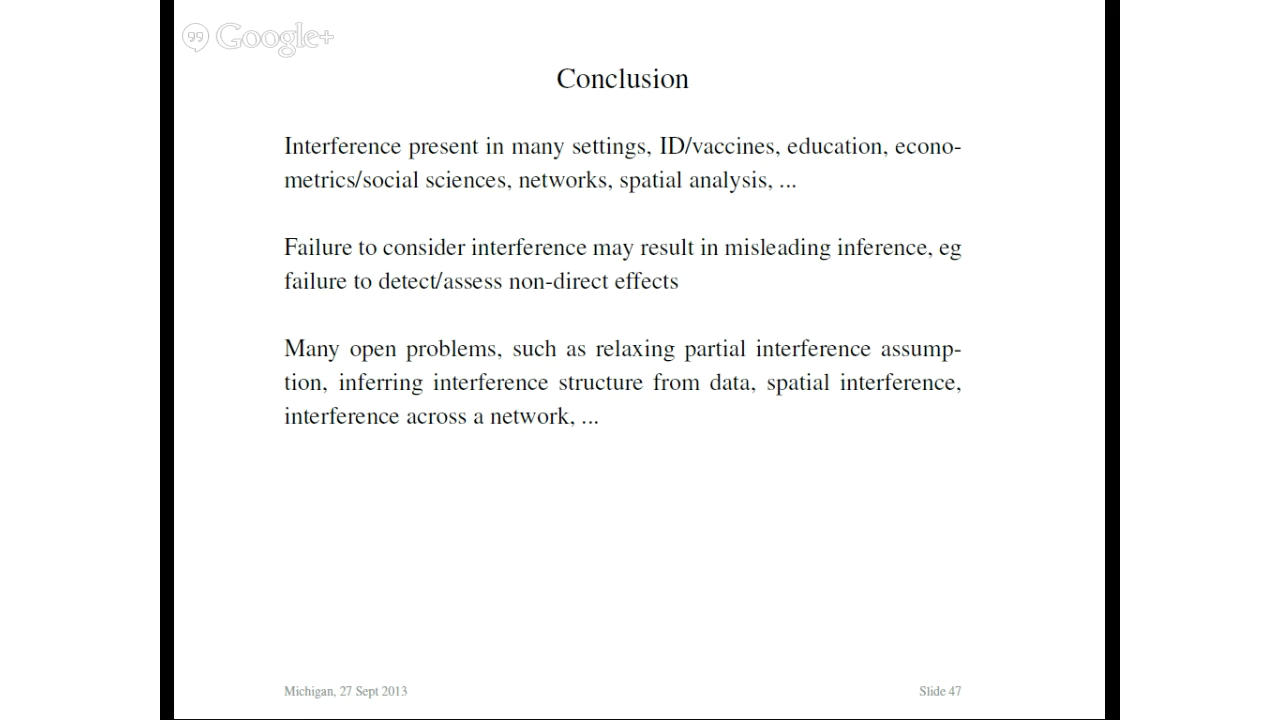 99 Google+
Conclusion
Interference present in many settings, ID/vaccines, education, econo-
metrics/social sciences, networks, spatial analysis, ...
Failure to consider interference may result in misleading inference, eg
failure to detect/assess non-direct effects
Many open problems, such as relaxing partial interference assump-
tion, inferring interference structure from data, spatial interference,
interference across a network, ...
Michigan, 27 Sept 2013
Slide 47